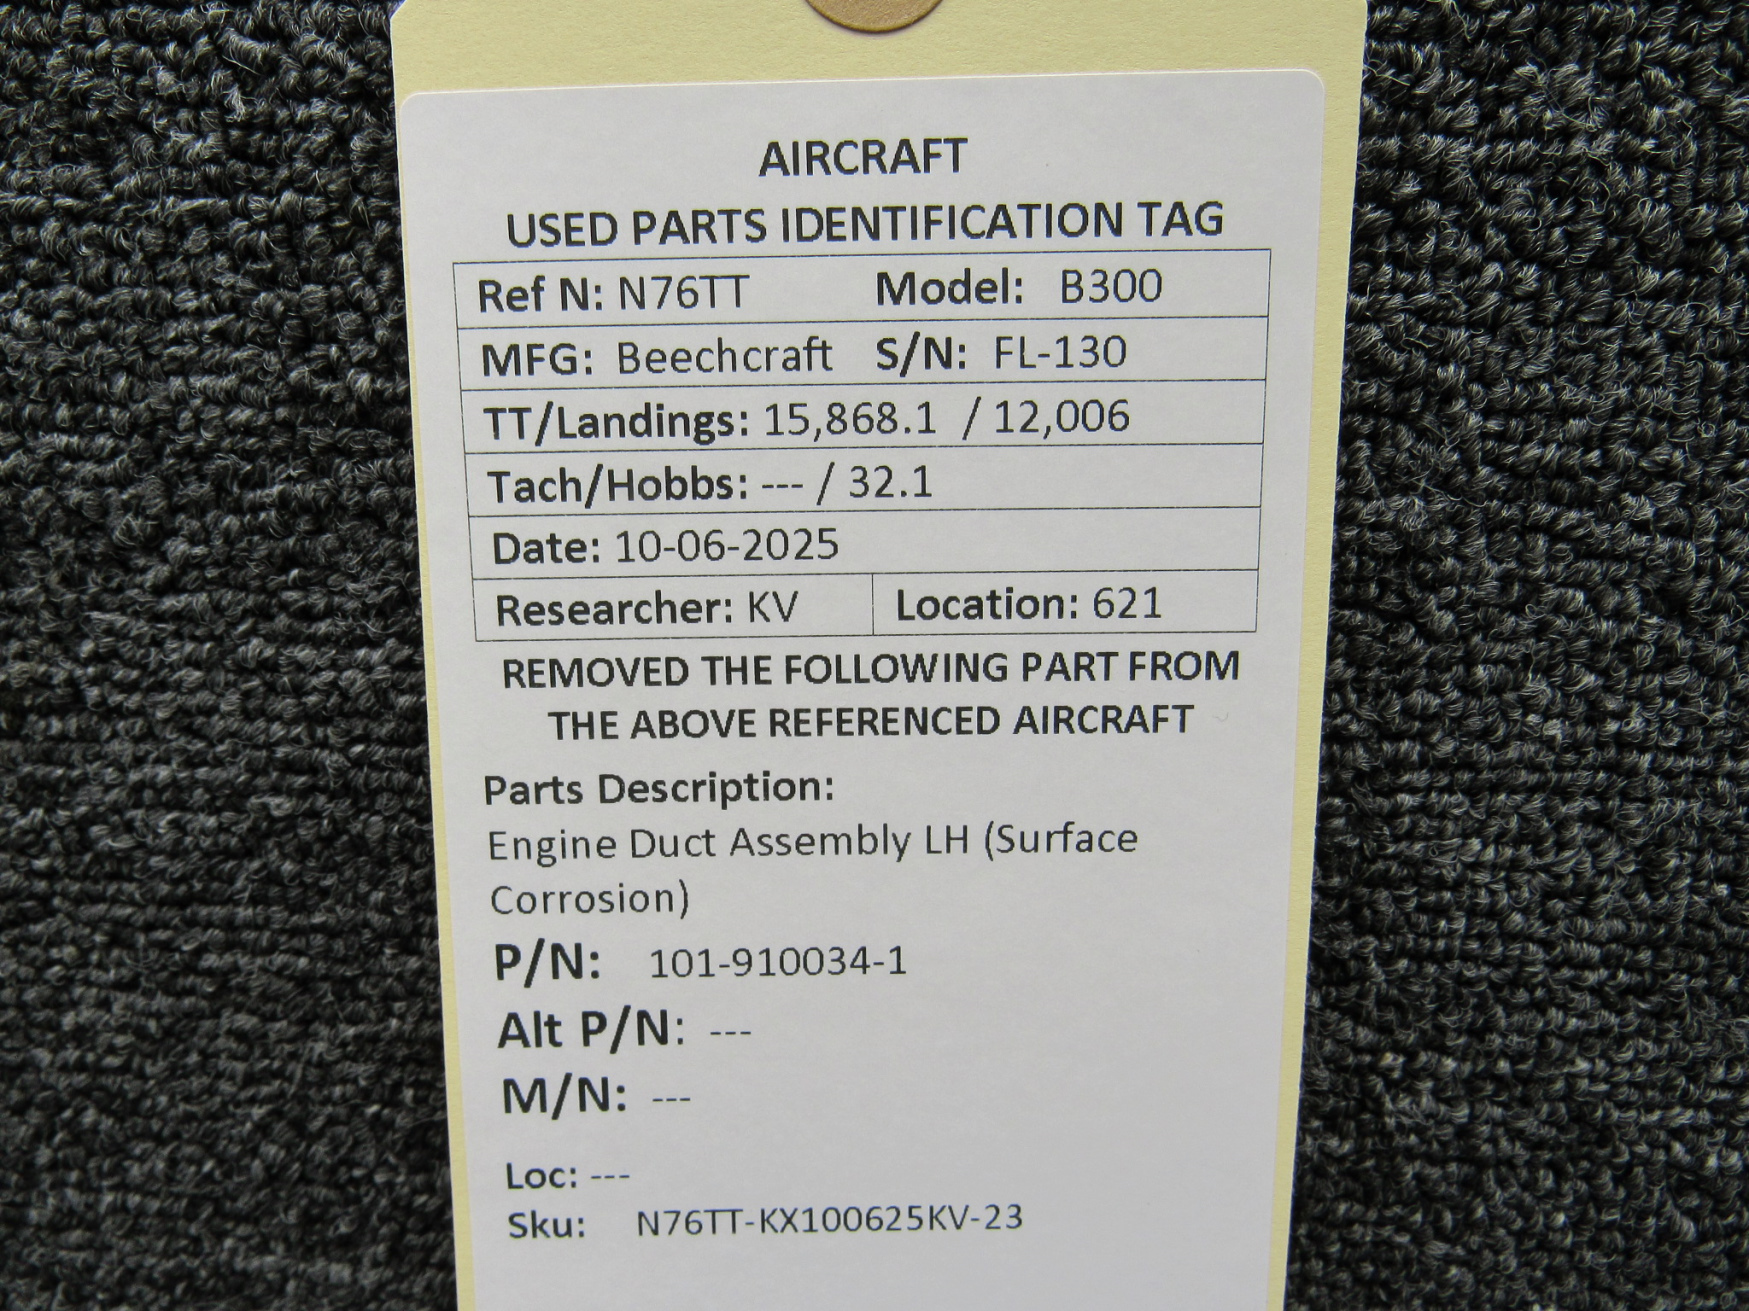 AIRCRAFT
USED PARTS IDENTIFICATION TAG
Ref N: N76TT Model: B300
MFG: Beechcraft S/N: FL-130
TT/Landings: 15,868.1 / 12,006
Tach/Hobbs: --- / 32.1
Date: 10-06-2025
Researcher: KV Location: 621
REMOVED THE FOLLOWING PART FROM
THE ABOVE REFERENCED AIRCRAFT
Parts Description:
Engine Duct Assembly LH (Surface
Corrosion)
P/N: 101-910034-1
Alt P/N: ---
M/N: ---
Loc: ---
Sku: N76TT-KX100625KV-23